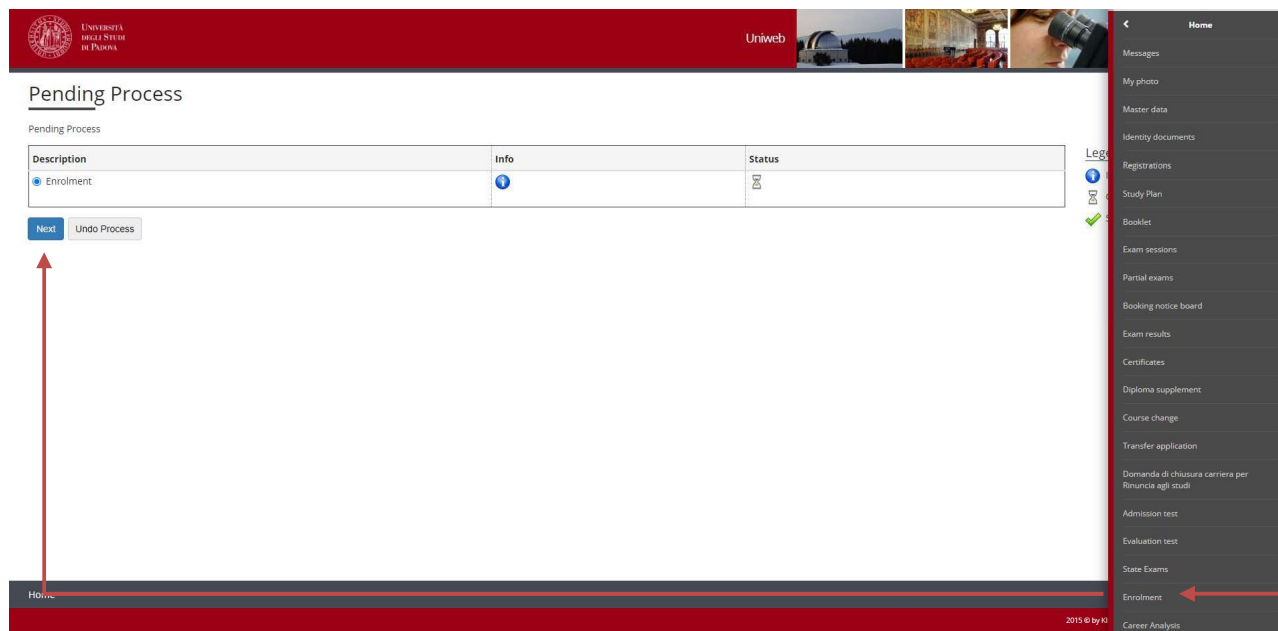 UNIVERSITÀ
DEGLI STUDI
DI PADOVA
Uniweb
Pending Process
Pending Process
Description Info Status
Enrolment
Next Undo Process
Home
2015 © by
Home
Messages
My photo
Master data
Identity documents
Registrations
Study Plan
Booklet
Exam sessions
Partial exams
Booking notice board
Exam results
Certificates
Diploma supplement
Course change
Transfer application
Domanda di chiusura carriera per
Rinuncia agli studi
Admission test
Evaluation test
State Exams
Enrolment
Career Analysis